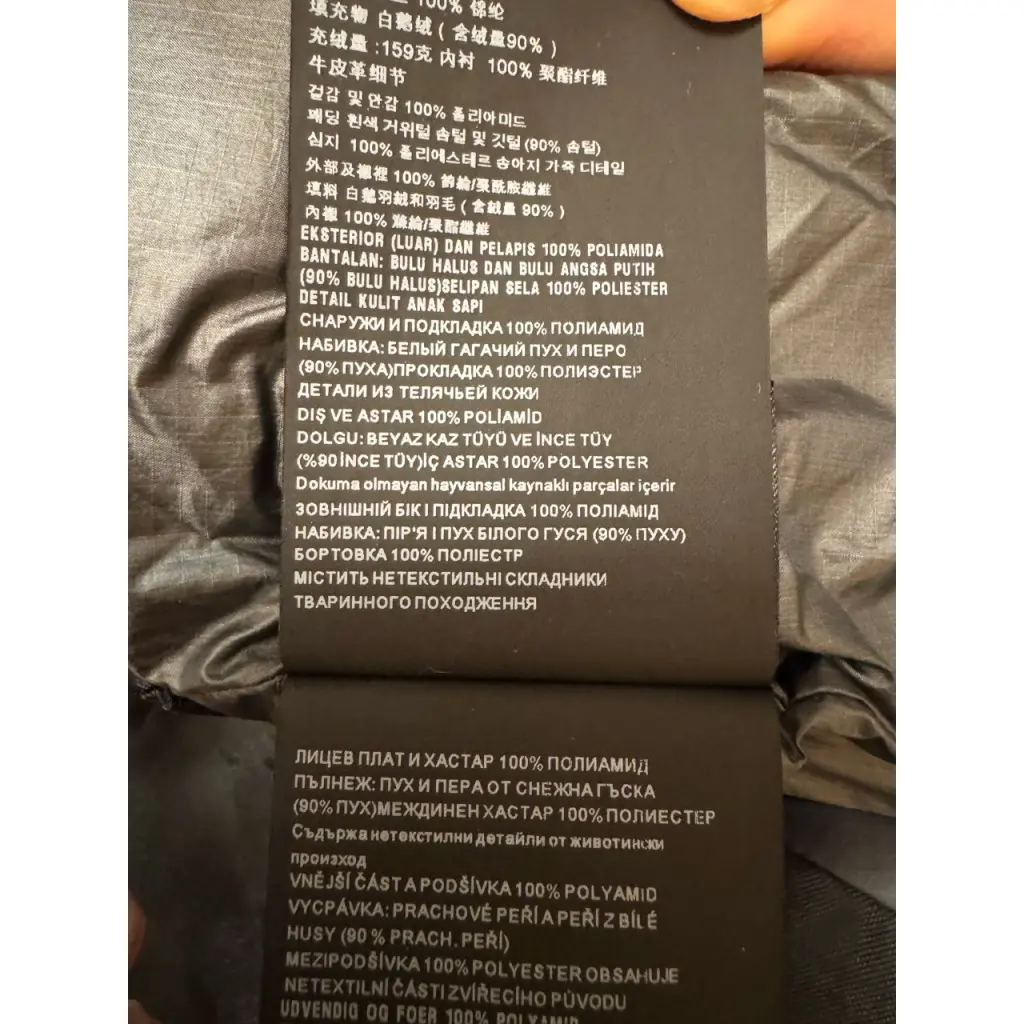 100% 锦纶
填充物 白鹅绒 ( 含绒量90% )
充绒量 :159克 内衬 100% 聚酯纤维
牛皮革细节
겉감 및 안감 100% 폴리아미드
패딩 흰색 거위털 솜털 및 깃털 (90% 솜털)
심지 100% 폴리에스테르 송아지 가죽 디테일
外部及襯裡 100% 錦綸/聚酰胺纖維
填料 白鵝羽絨和羽毛 ( 含絨量 90% )
內襯 100% 滌綸/聚酯纖維
EKSTERIOR (LUAR) DAN PELAPIS 100% POLIAMIDA
BANTALAN: BULU HALUS DAN BULU ANGSA PUTIH
(90% BULU HALUS)SELIPAN SELA 100% POLIESTER
DETAIL KULIT ANAK SAPI
СНАРУЖИ И ПОДКЛАДКА 100% ПОЛИАМИД
НАБИВКА: БЕЛЫЙ ГАГАЧИЙ ПУХ И ПЕРО
(90% ПУХА)ПРОКЛАДКА 100% ПОЛИЭСТЕР
ДЕТАЛИ ИЗ ТЕЛЯЧЬЕЙ КОЖИ
DIŞ VE ASTAR 100% POLİAMİD
DOLGU: BEYAZ KAZ TÜYÜ VE İNCE TÜY
(%90 İNCE TÜY)İÇ ASTAR 100% POLYESTER
Dokuma olmayan hayvansal kaynaklı parçalar içerir
ЗОВНІШНІЙ БІК І ПІДКЛАДКА 100% ПОЛІАМІД
НАБИВКА: ПІР'Я І ПУХ БІЛОГО ГУСЯ (90% ПУХУ)
БОРТОВКА 100% ПОЛІЕСТР
МІСТИТЬ НЕТЕКСТИЛЬНІ СКЛАДНИКИ
ТВАРИННОГО ПОХОДЖЕННЯ
ЛИЦЕВ ПЛАТ И ХАСТАР 100% ПОЛИАМИД
ПЪЛНЕЖ: ПУХ И ПЕРА ОТ СНЕЖНА ГЪСКА
(90% ПУХ)МЕЖДИНЕН ХАСТАР 100% ПОЛИЕСТЕР
Съдържа нетекстилни детайли от животински
произход
VNĚJŠÍ ČÁST A PODŠÍVKA 100% POLYAMID
VYCPÁVKA: PRACHOVÉ PEŘÍ A PEŘÍ Z BÍLÉ
HUSY (90 % PRACH. PEŘÍ)
MEZIPODŠÍVKA 100% POLYESTER OBSAHUJE
NETEXTILNÍ ČÁSTI ZVÍŘECÍHO PŮVODU
UDVENDIG OG FOER 100% POLYAMID